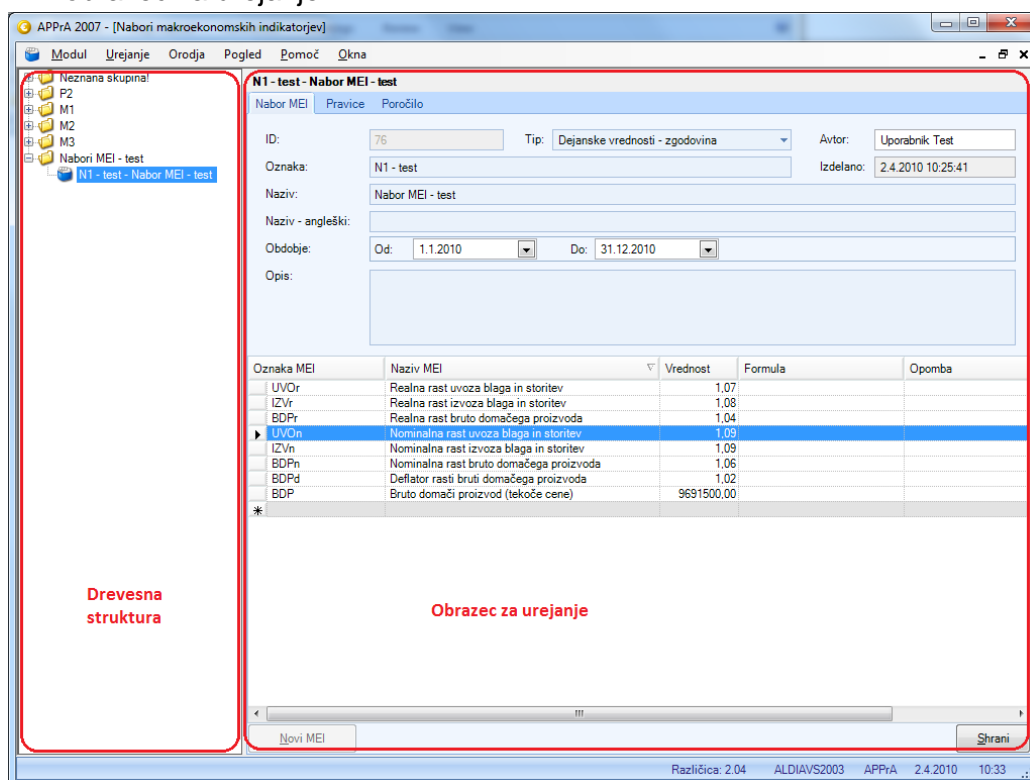 APPrA 2007 - [Nabori makroekonomskih indikatorjev]
Modul Urejanje Orodja Pogled Pomoč Okna
Neznana skupina!
P2
M1
M2
M3
Nabori MEI - test
N1 - test - Nabor MEI - test
N1 - test - Nabor MEI - test
Nabor MEI Pravice Poročilo
ID: 76 Tip: Dejanske vrednosti - zgodovina Avtor: Uporabnik Test
Oznaka: N1 - test Izdelano: 2.4.2010 10:25:41
Naziv: Nabor MEI - test
Naziv - angleški:
Obdobje: Od: 1.1.2010 Do: 31.12.2010
Opis:
Oznaka MEI Naziv MEI Vrednost Formula Opomba
UVOr Realna rast uvoza blaga in storitev 1,07
IZVr Realna rast izvoza blaga in storitev 1,08
BDPr Realna rast bruto domačega proizvoda 1,04
UVOn Nominalna rast uvoza blaga in storitev 1,09
IZVn Nominalna rast izvoza blaga in storitev 1,09
BDPn Nominalna rast bruto domačega proizvoda 1,06
BDPd Deflator rasti bruti domačega proizvoda 1,02
BDP Bruto domači proizvod (tekoče cene) 9691500,00
Drevesna
struktura
Obrazec za urejanje
Novi MEI Shrani
Različica: 2.04 ALDIAVS2003 APPrA 2.4.2010 10:33